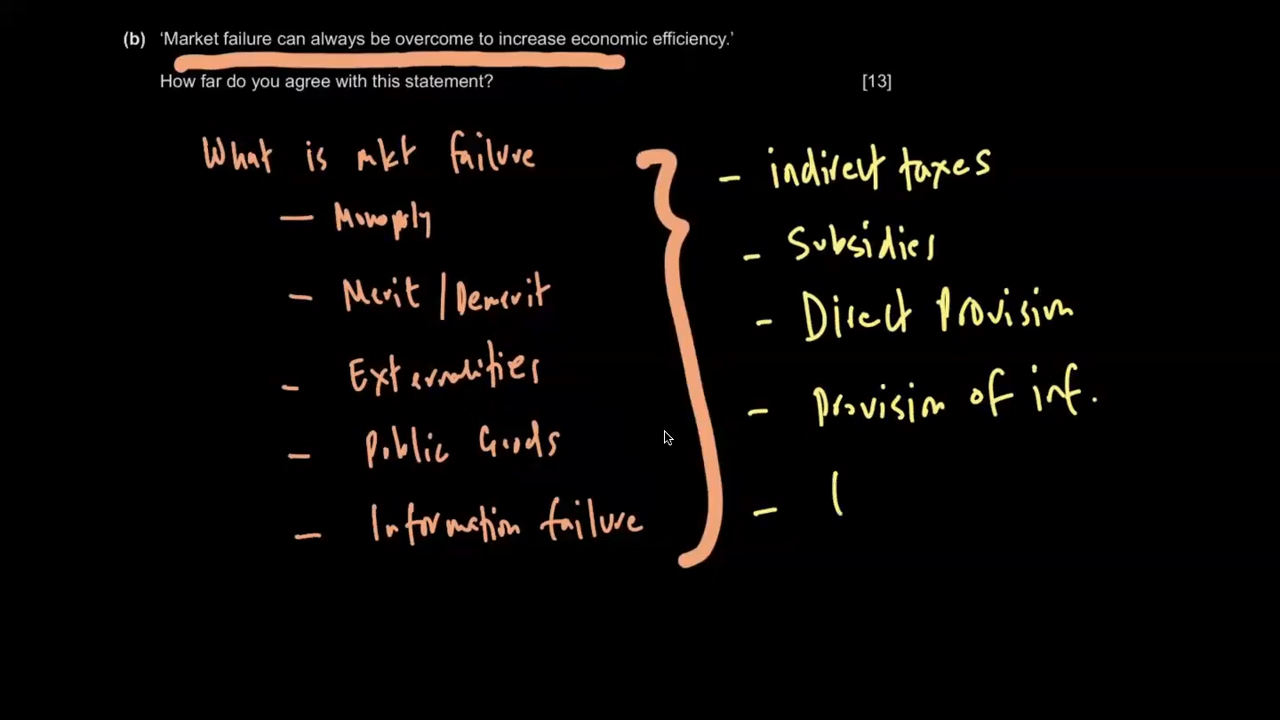 (b) 'Market failure can always be overcome to increase economic efficiency.'
How far do you agree with this statement? [13]
What is mkt failure
- Monoply
- Merit / Demerit
- Externalities
- Public Goods
- Information failure
- indirect taxes
- Subsidies
- Direct Provision
- Provision of inf.
-